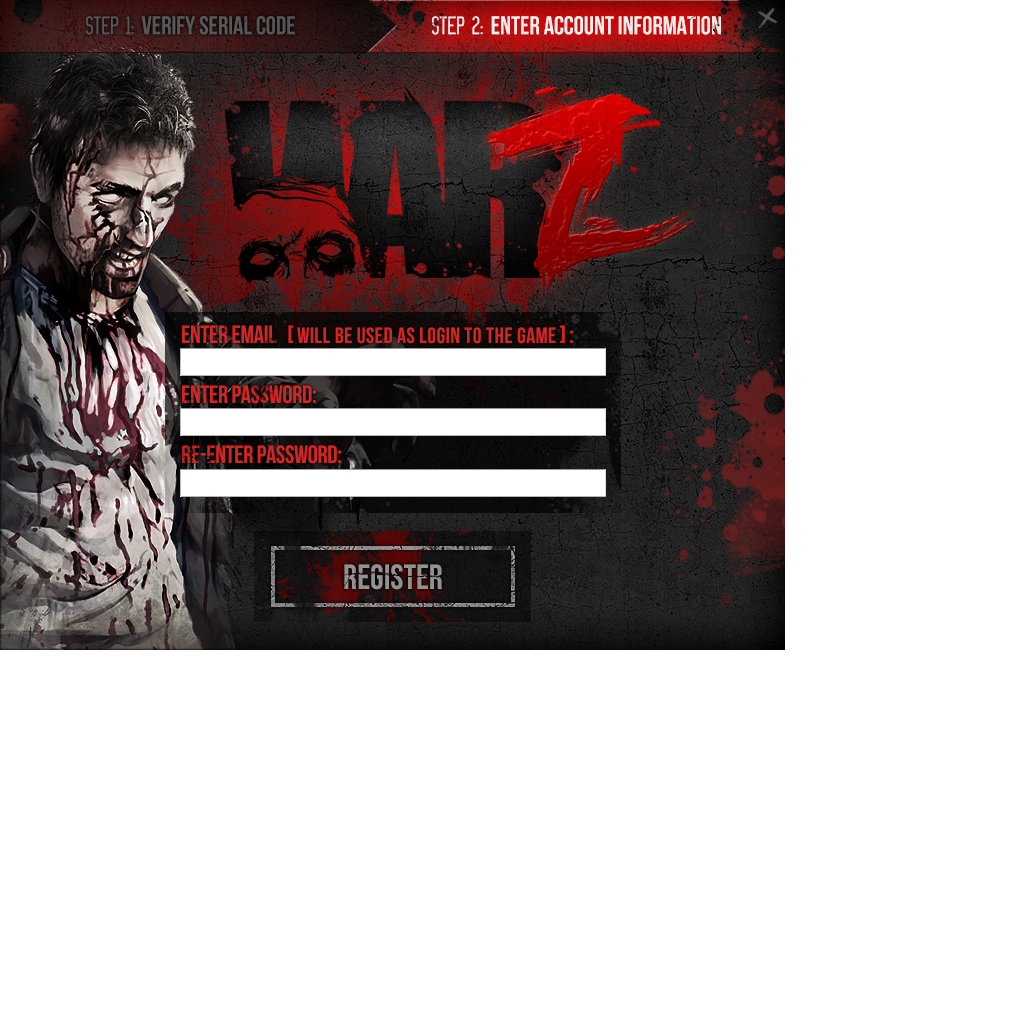 STEP 1: VERIFY SERIAL CODE
STEP 2: ENTER ACCOUNT INFORMATION
WAR Z
ENTER EMAIL [ WILL BE USED AS LOGIN TO THE GAME ] :
ENTER PASSWORD:
RE-ENTER PASSWORD:
REGISTER